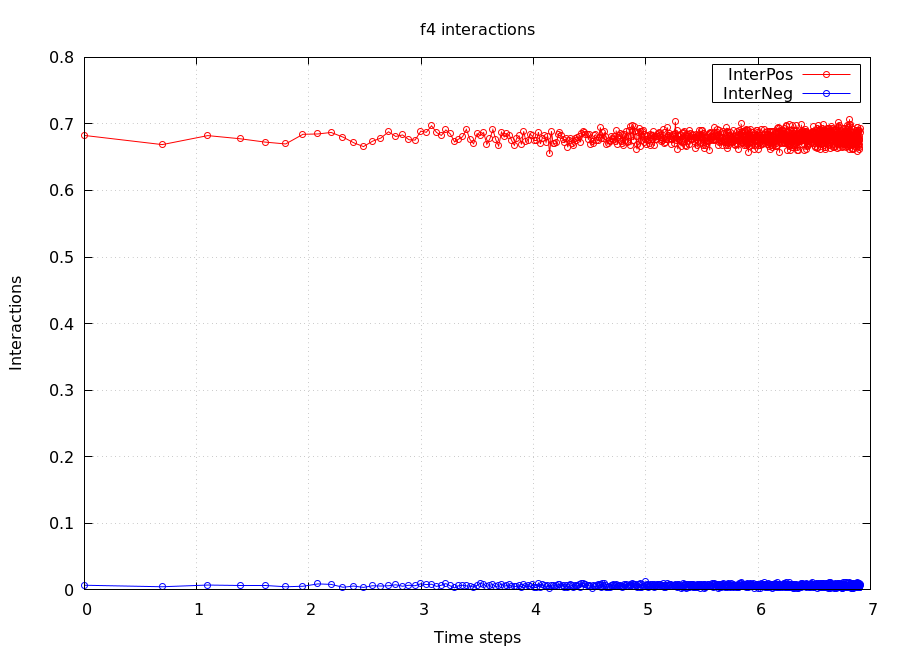 f4 interactions
InterPos
InterNeg
0.8
0.7
0.6
0.5
0.4
0.3
0.2
0.1
0
0 1 2 3 4 5 6 7
Interactions
Time steps